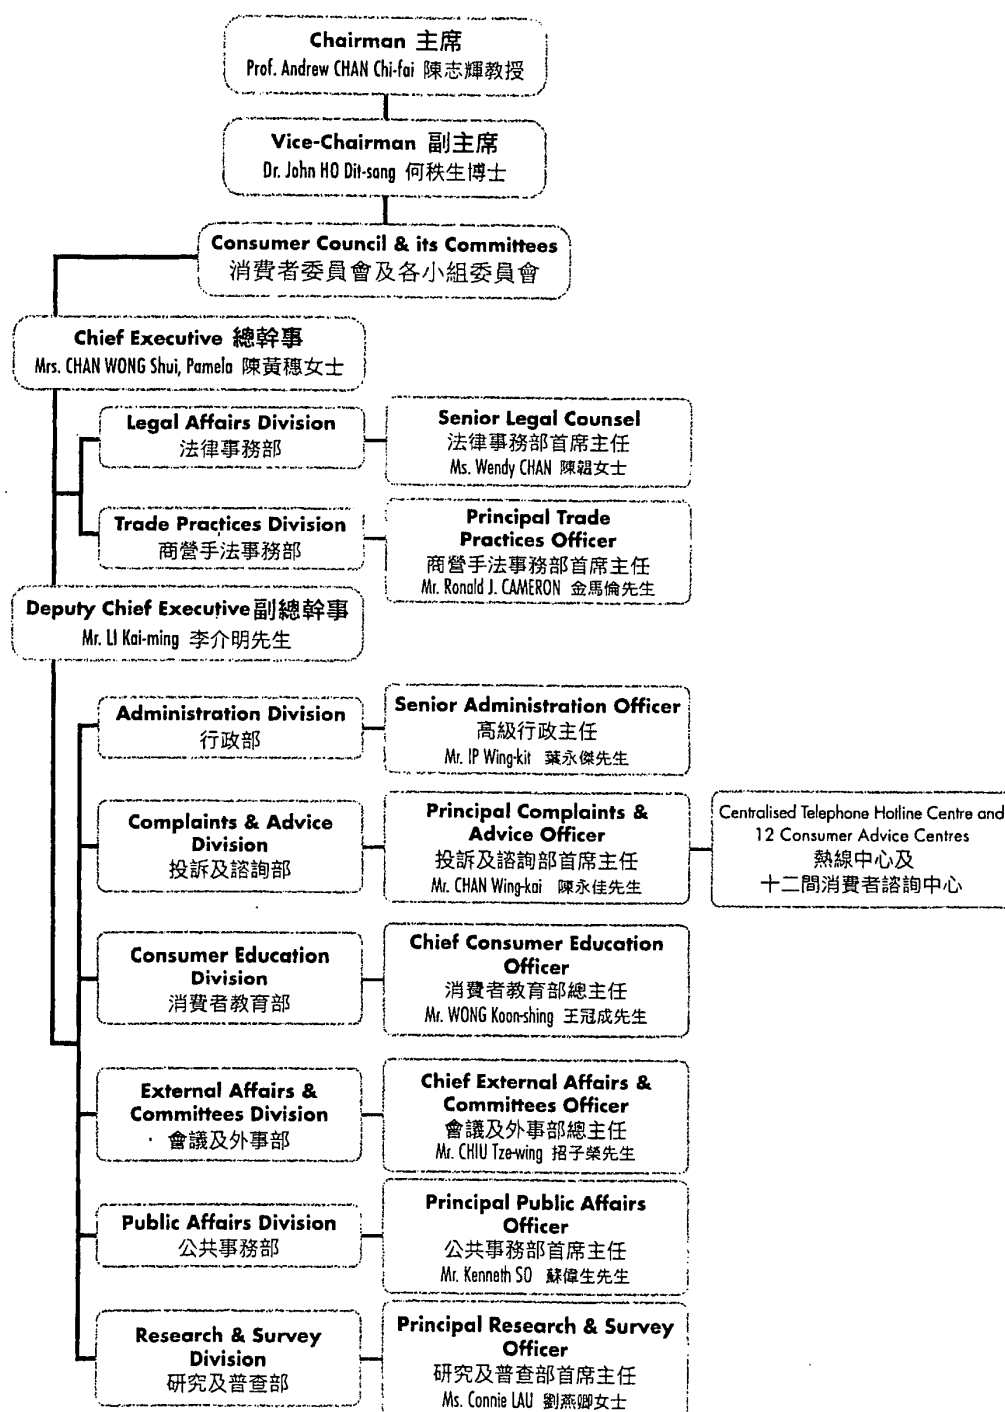 Chairman 主席
Prof. Andrew CHAN Chi-fai 陳志輝教授
Vice-Chairman 副主席
Dr. John HO Dit-sang 何秩生博士
Consumer Council & its Committees
消費者委員會及各小組委員會
Chief Executive 總幹事
Mrs. CHAN WONG Shui, Pamela 陳黃穗女士
Legal Affairs Division
法律事務部
Senior Legal Counsel
法律事務部首席主任
Ms. Wendy CHAN 陳韞女士
Trade Practices Division
商營手法事務部
Principal Trade
Practices Officer
商營手法事務部首席主任
Mr. Ronald J. CAMERON 金馬倫先生
Deputy Chief Executive 副總幹事
Mr. LI Kai-ming 李介明先生
Administration Division
行政部
Senior Administration Officer
高級行政主任
Mr. IP Wing-kit 葉永傑先生
Complaints & Advice
Division
投訴及諮詢部
Principal Complaints &
Advice Officer
投訴及諮詢部首席主任
Mr. CHAN Wing-kai 陳永佳先生
Centralised Telephone Hotline Centre and
12 Consumer Advice Centres
熱線中心及
十二間消費者諮詢中心
Consumer Education
Division
消費者教育部
Chief Consumer Education
Officer
消費者教育部總主任
Mr. WONG Koon-shing 王冠成先生
External Affairs &
Committees Division
會議及外事部
Chief External Affairs &
Committees Officer
會議及外事部總主任
Mr. CHIU Tze-wing 招子榮先生
Public Affairs Division
公共事務部
Principal Public Affairs
Officer
公共事務部首席主任
Mr. Kenneth SO 蘇偉生先生
Research & Survey
Division
研究及普查部
Principal Research & Survey
Officer
研究及普查部首席主任
Ms. Connie LAU 劉燕卿女士